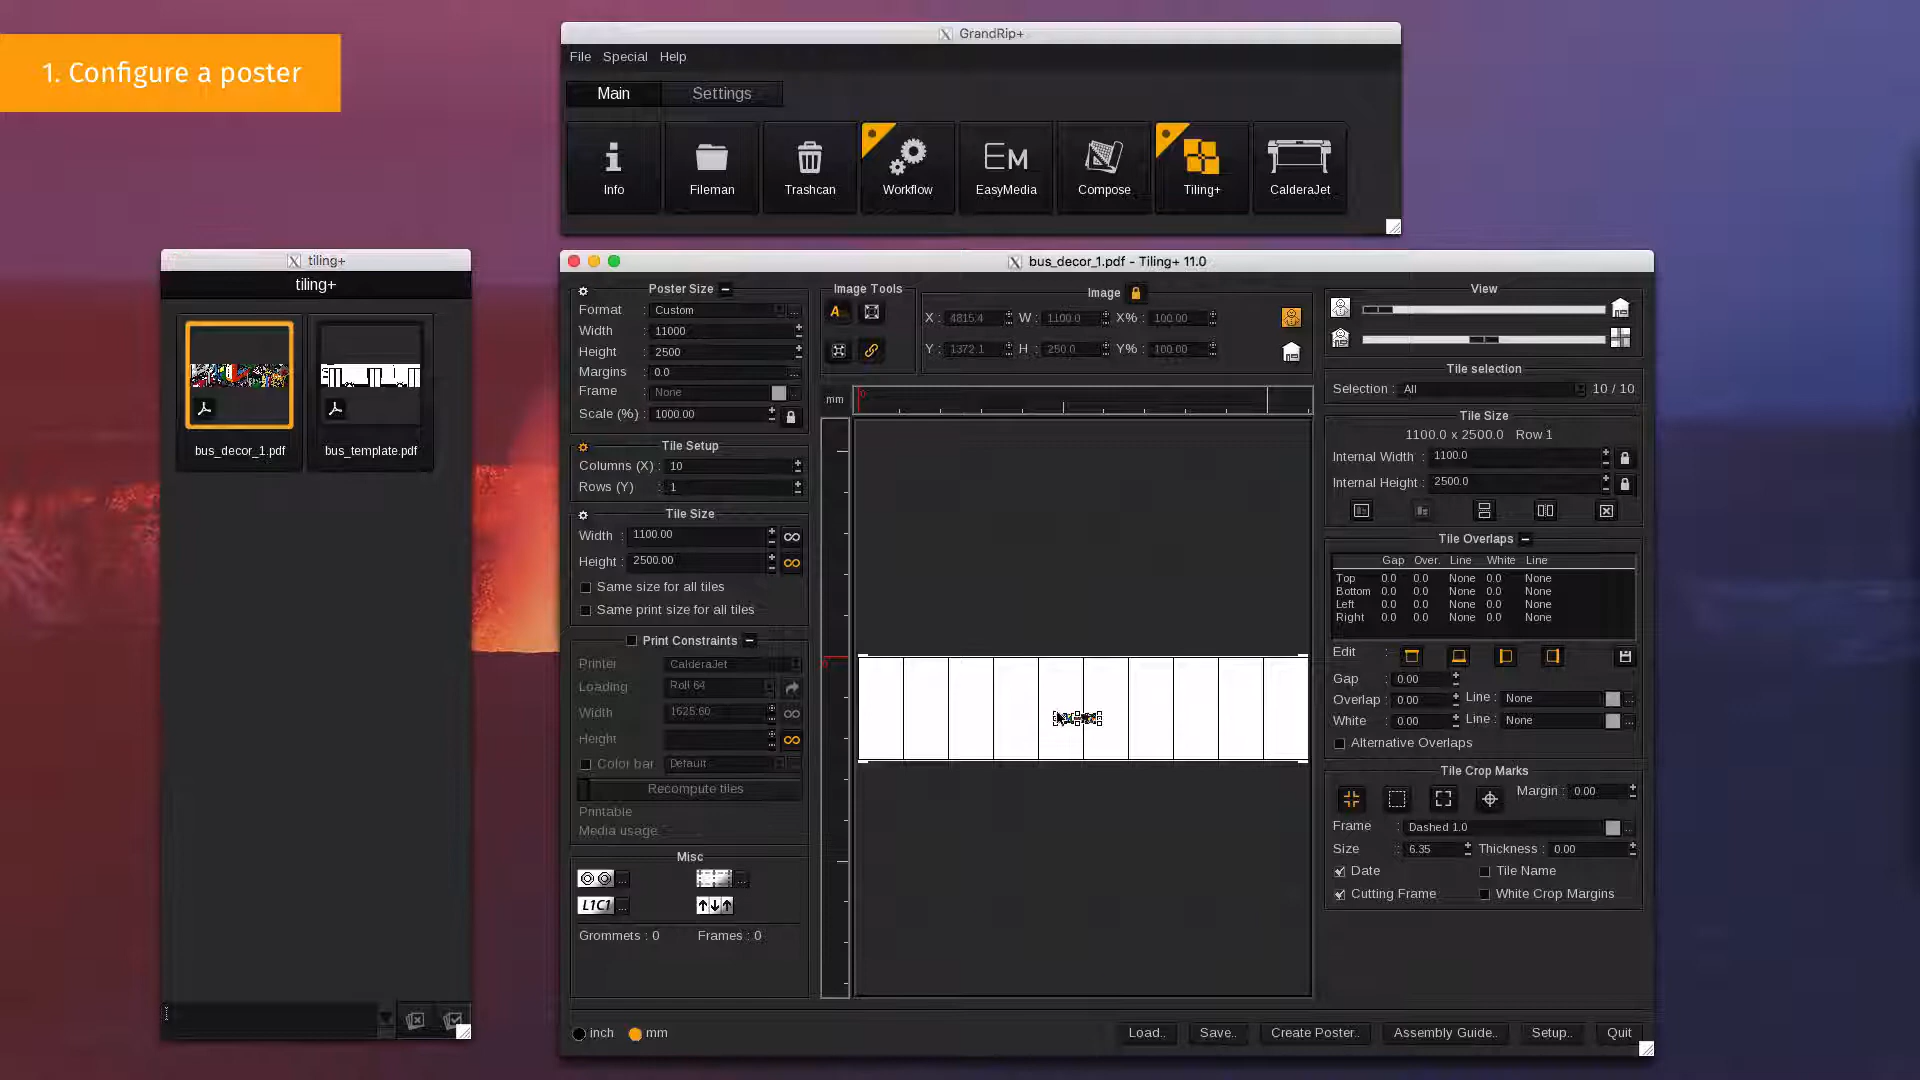 1. Configure a poster
GrandRip+
File Special Help
Main Settings
Info Fileman Trashcan Workflow EasyMedia Compose Tiling+ CalderaJet
EM
tiling+
tiling+
bus_decor_1.pdf bus_template.pdf
bus_decor_1.pdf - Tiling+ 11.0
Poster Size
Format : Custom ...
Width : 11000
Height : 2500
Margins : 0.0 ...
Frame : None
Scale (%) : 1000.00
Tile Setup
Columns (X) : 10
Rows (Y) : 1
Tile Size
Width : 1100.00
Height : 2500.00
Same size for all tiles
Same print size for all tiles
Print Constraints
Printer CalderaJet
Loading Roll 64
Width 1625.60
Height
Color bar Default
Recompute tiles
Printable
Media usage
Misc
L1C1
Grommets : 0 Frames : 0
Image Tools
A
Image
X : 4815.4 W : 1100.0 X% : 100.00
Y : 1372.1 H : 250.0 Y% : 100.00
mm
0
0
View
Tile selection
Selection : All 10 / 10
Tile Size
1100.0 x 2500.0 Row 1
Internal Width : 1100.0
Internal Height : 2500.0
Tile Overlaps
Gap Over. Line White Line
Top 0.0 0.0 None 0.0 None
Bottom 0.0 0.0 None 0.0 None
Left 0.0 0.0 None 0.0 None
Right 0.0 0.0 None 0.0 None
Edit :
Gap : 0.00
Overlap : 0.00 Line : None ...
White : 0.00 Line : None ...
Alternative Overlaps
Tile Crop Marks
Margin : 0.00
Frame : Dashed 1.0
Size : 6.35 Thickness : 0.00
Date Tile Name
Cutting Frame White Crop Margins
inch mm
Load.. Save.. Create Poster.. Assembly Guide.. Setup.. Quit